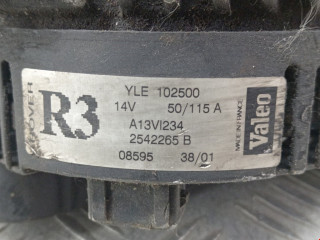 ROVER
R3
YLE 102500
14V 50/115 A
A13VI234
2542265 B
08595 38/01
MADE IN FRANCE
Valeo